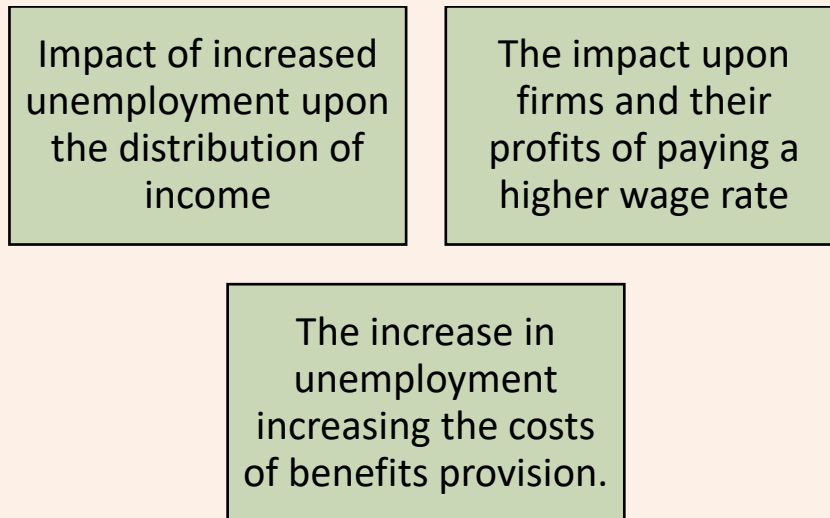 Impact of increased
unemployment upon
the distribution of
income
The impact upon
firms and their
profits of paying a
higher wage rate
The increase in
unemployment
increasing the costs
of benefits provision.